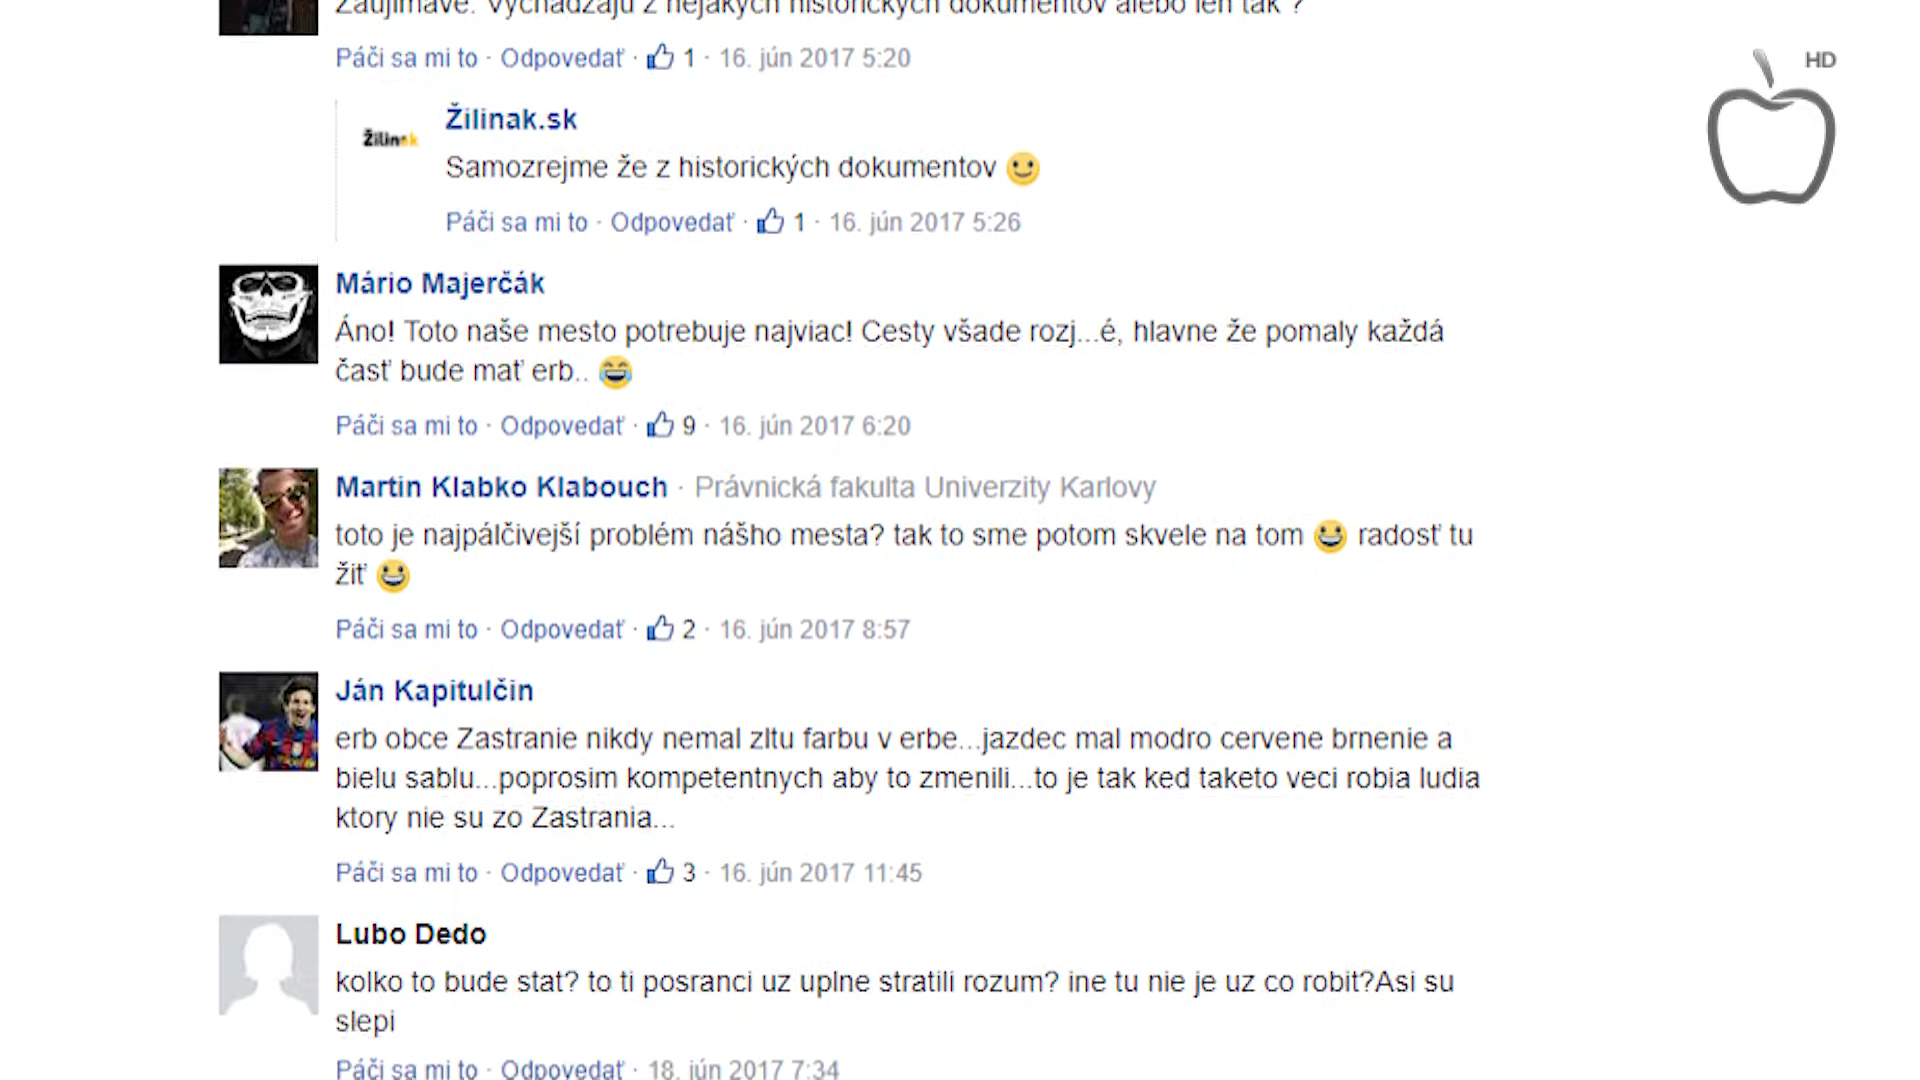 Zaujímavé. Vychádzajú z nejakých historických dokumentov alebo len tak ?
Páči sa mi to · Odpovedať · 1 · 16. jún 2017 5:20
HD
Žilinak.sk
Žilinak
Samozrejme že z historických dokumentov
Páči sa mi to · Odpovedať · 1 · 16. jún 2017 5:26
Mário Majerčák
Áno! Toto naše mesto potrebuje najviac! Cesty všade rozj...é, hlavne že pomaly každá
časť bude mať erb..
Páči sa mi to · Odpovedať · 9 · 16. jún 2017 6:20
Martin Klabko Klabouch · Právnická fakulta Univerzity Karlovy
toto je najpálčivejší problém nášho mesta? tak to sme potom skvele na tom radosť tu
žiť
Páči sa mi to · Odpovedať · 2 · 16. jún 2017 8:57
Ján Kapitulčin
erb obce Zastranie nikdy nemal zltu farbu v erbe...jazdec mal modro cervene brnenie a
bielu sablu...poprosim kompetentnych aby to zmenili...to je tak ked taketo veci robia ludia
ktory nie su zo Zastrania...
Páči sa mi to · Odpovedať · 3 · 16. jún 2017 11:45
Lubo Dedo
kolko to bude stat? to ti posranci uz uplne stratili rozum? ine tu nie je uz co robit?Asi su
slepi
Páči sa mi to · Odpovedať · 18. jún 2017 7:34